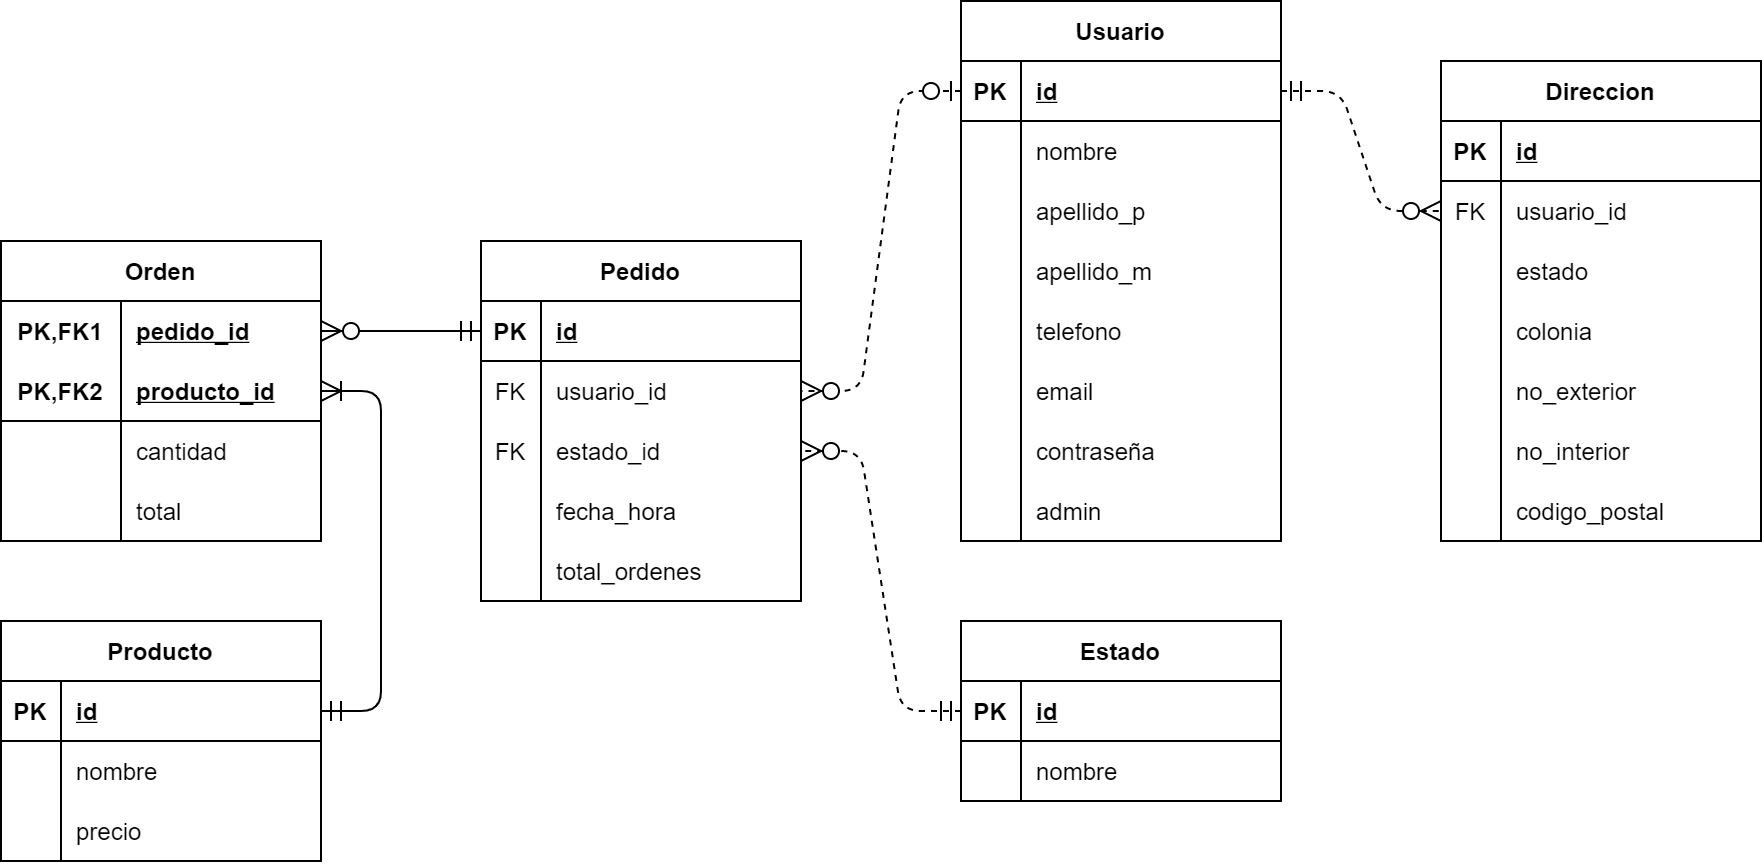 Orden
PK,FK1 pedido_id
PK,FK2 producto_id
cantidad
total
Producto
PK id
nombre
precio
Pedido
PK id
FK usuario_id
FK estado_id
fecha_hora
total_ordenes
Usuario
PK id
nombre
apellido_p
apellido_m
telefono
email
contraseña
admin
Estado
PK id
nombre
Direccion
PK id
FK usuario_id
estado
colonia
no_exterior
no_interior
codigo_postal